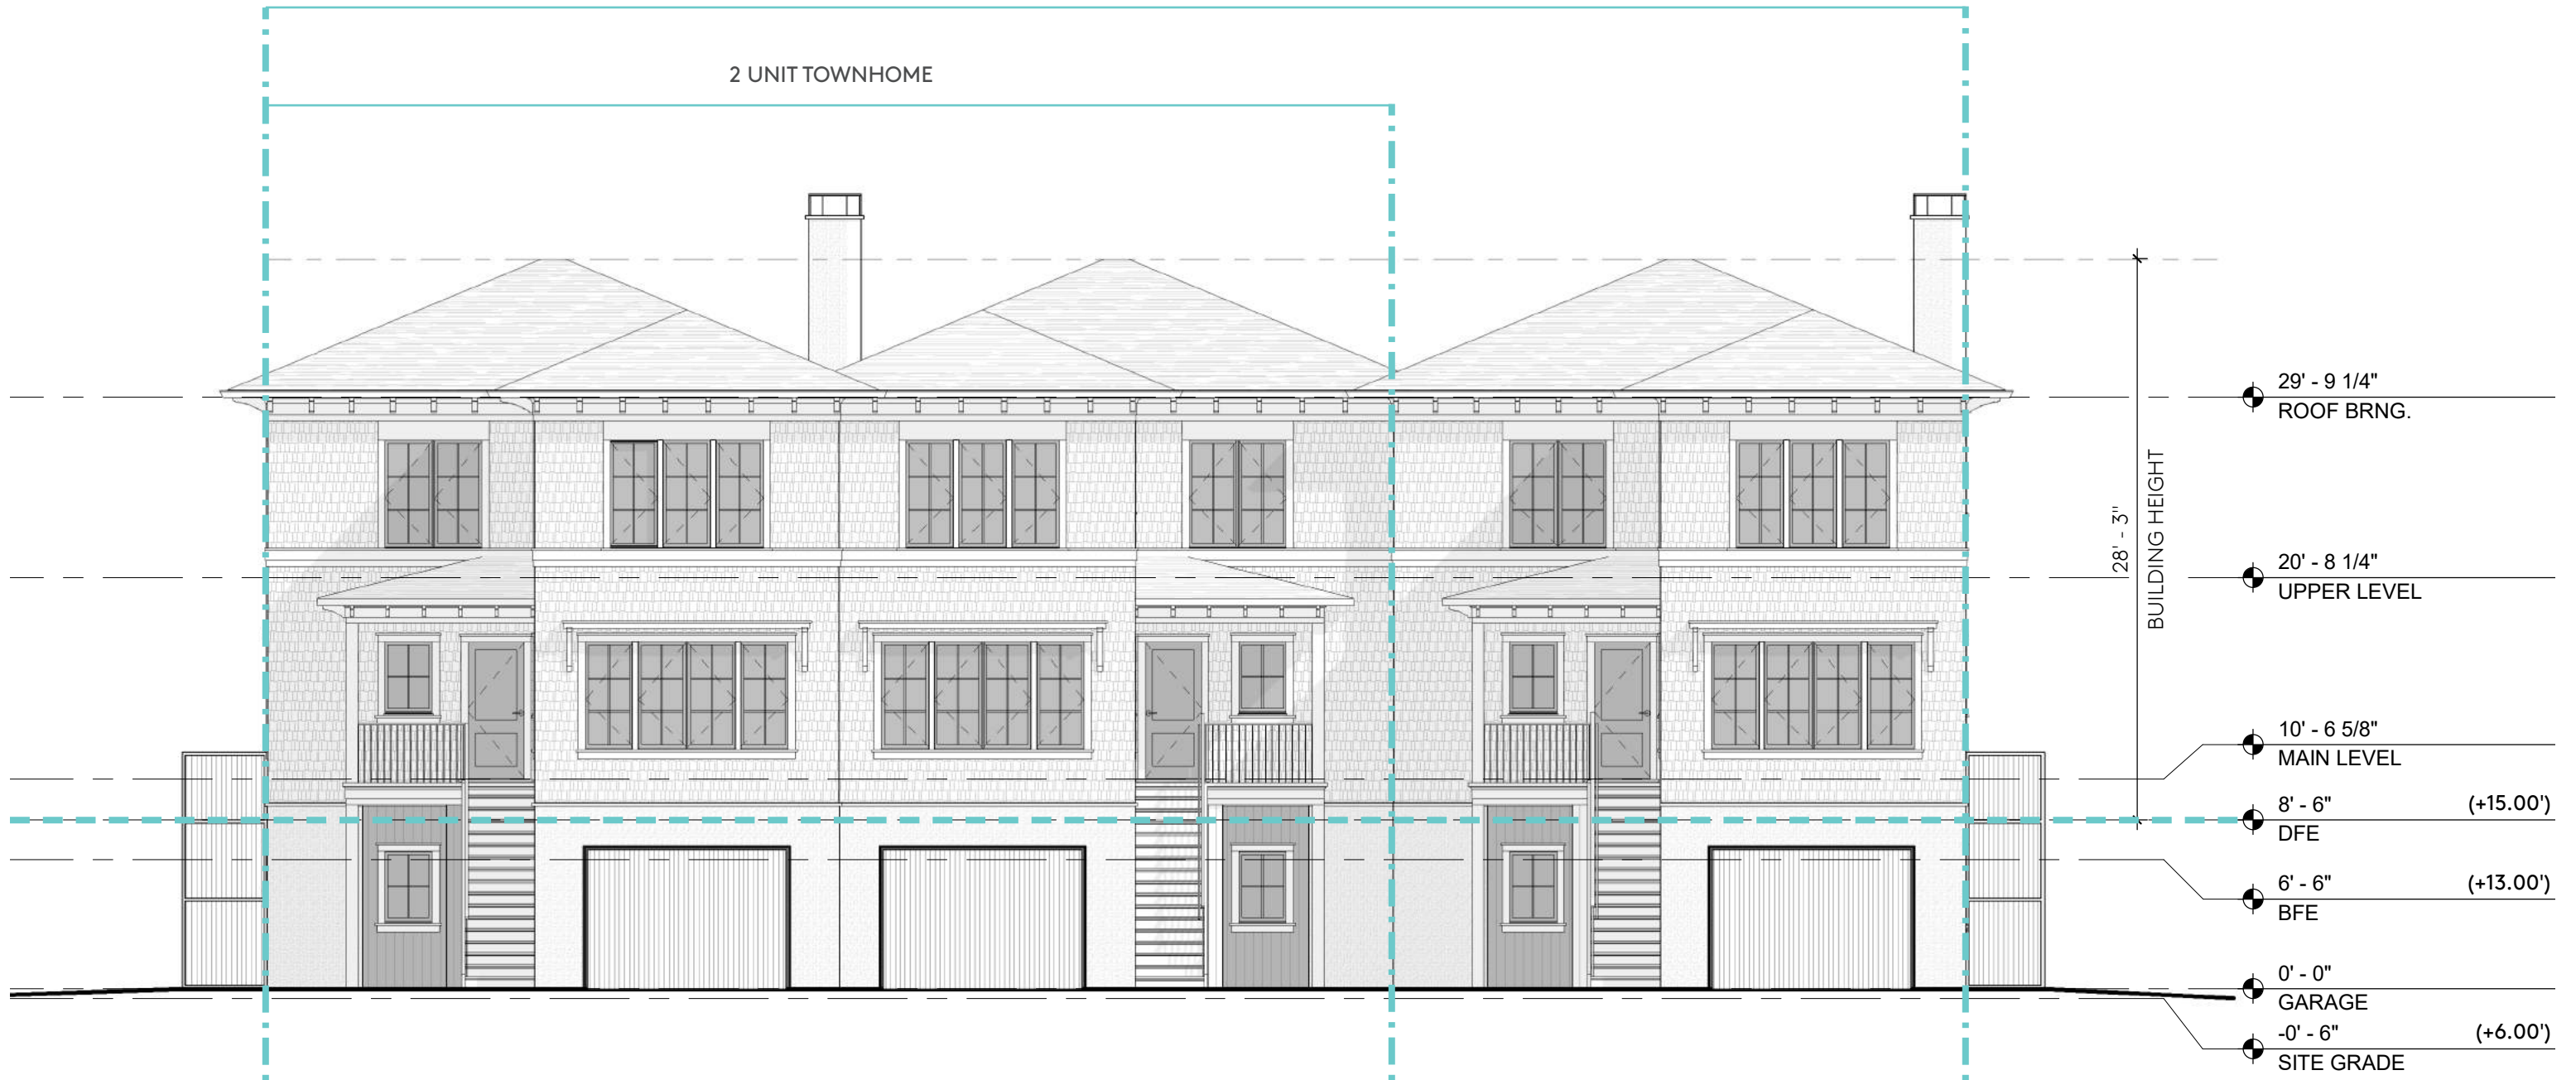 2 UNIT TOWNHOME
29' - 9 1/4"
ROOF BRNG.
28' - 3"
BUILDING HEIGHT
20' - 8 1/4"
UPPER LEVEL
10' - 6 5/8"
MAIN LEVEL
8' - 6" (+15.00')
DFE
6' - 6" (+13.00')
BFE
0' - 0"
GARAGE
-0' - 6" (+6.00')
SITE GRADE